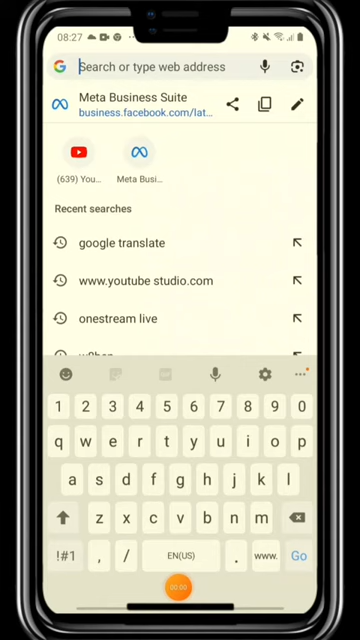 08:27
Search or type web address
Meta Business Suite
business.facebook.com/lat...
(639) You...
Meta Busi...
Recent searches
google translate
www.youtube studio.com
onestream live
1 2 3 4 5 6 7 8 9 0
q w e r t y u i o p
a s d f g h j k l
z x c v b n m
!#1 , / EN(US) . www. Go
00:00